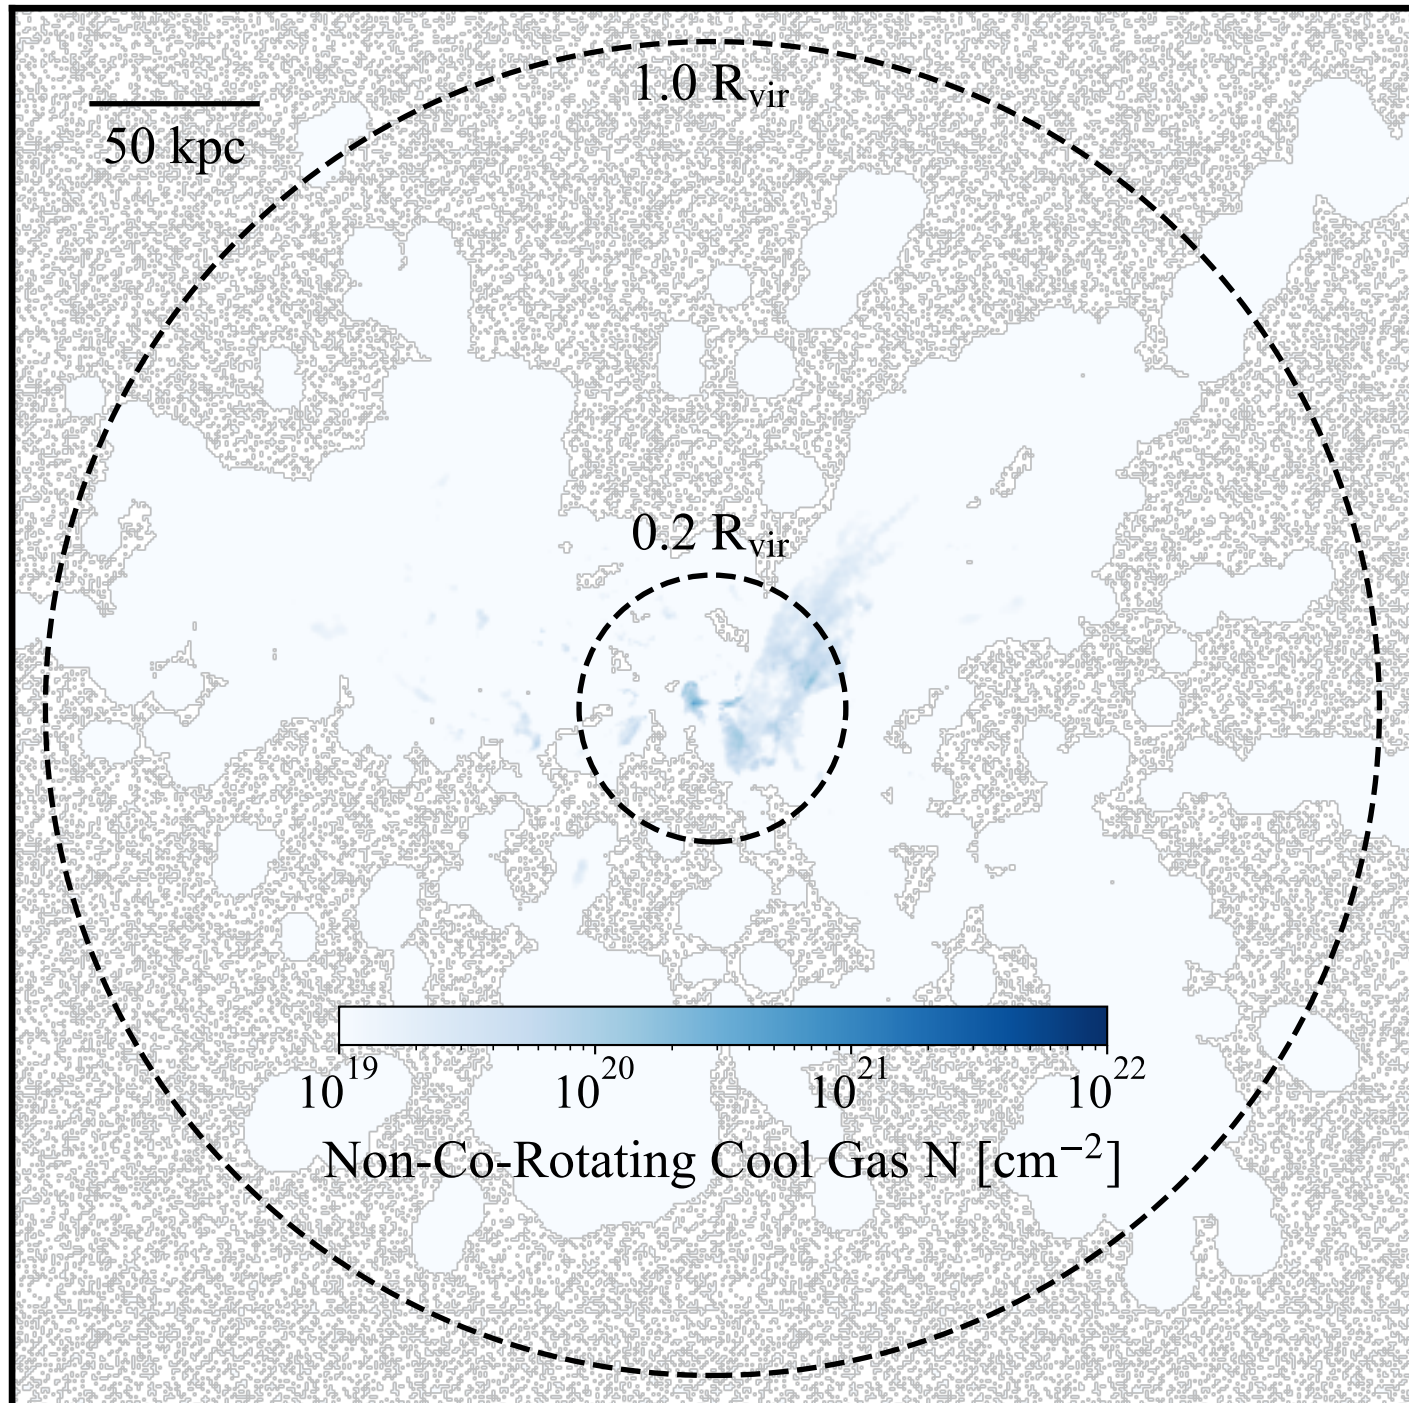 1.0 R_vir
50 kpc
0.2 R_vir
10^19 10^20 10^21 10^22
Non-Co-Rotating Cool Gas N [cm^−2]